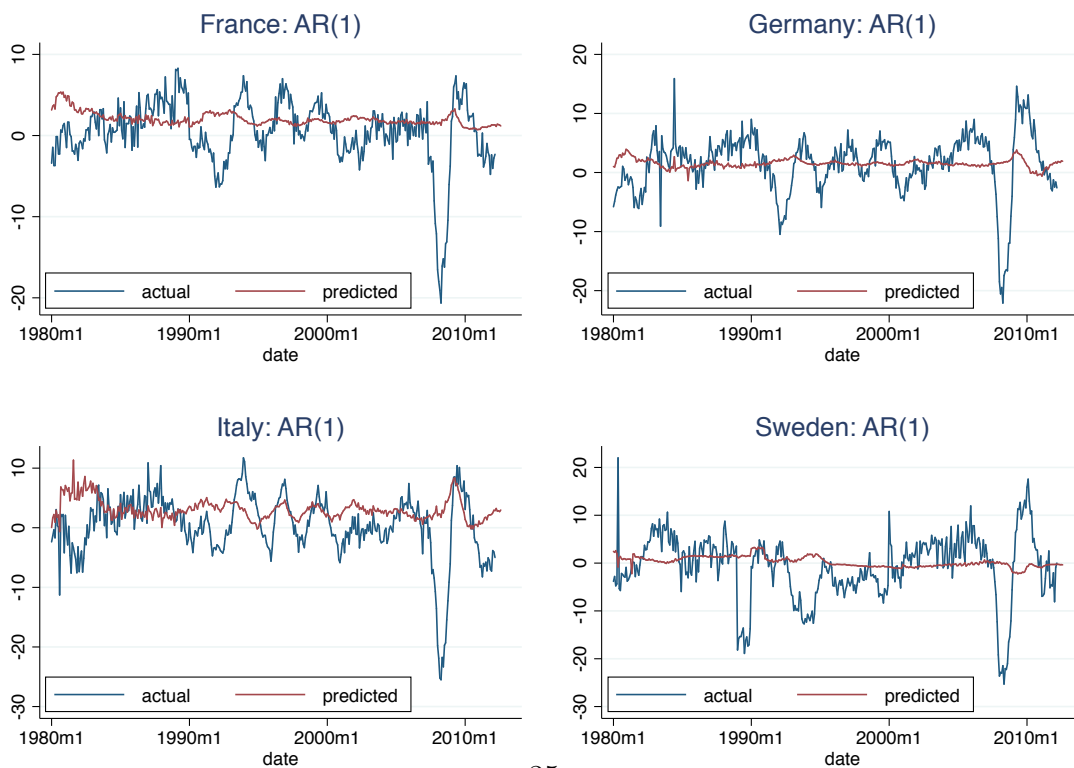 France: AR(1)
10
0
-10
-20
actual
predicted
1980m1
1990m1
2000m1
2010m1
date
Germany: AR(1)
20
10
0
-10
-20
actual
predicted
1980m1
1990m1
2000m1
2010m1
date
Italy: AR(1)
10
0
-10
-20
-30
actual
predicted
1980m1
1990m1
2000m1
2010m1
date
Sweden: AR(1)
20
10
0
-10
-20
-30
actual
predicted
1980m1
1990m1
2000m1
2010m1
date